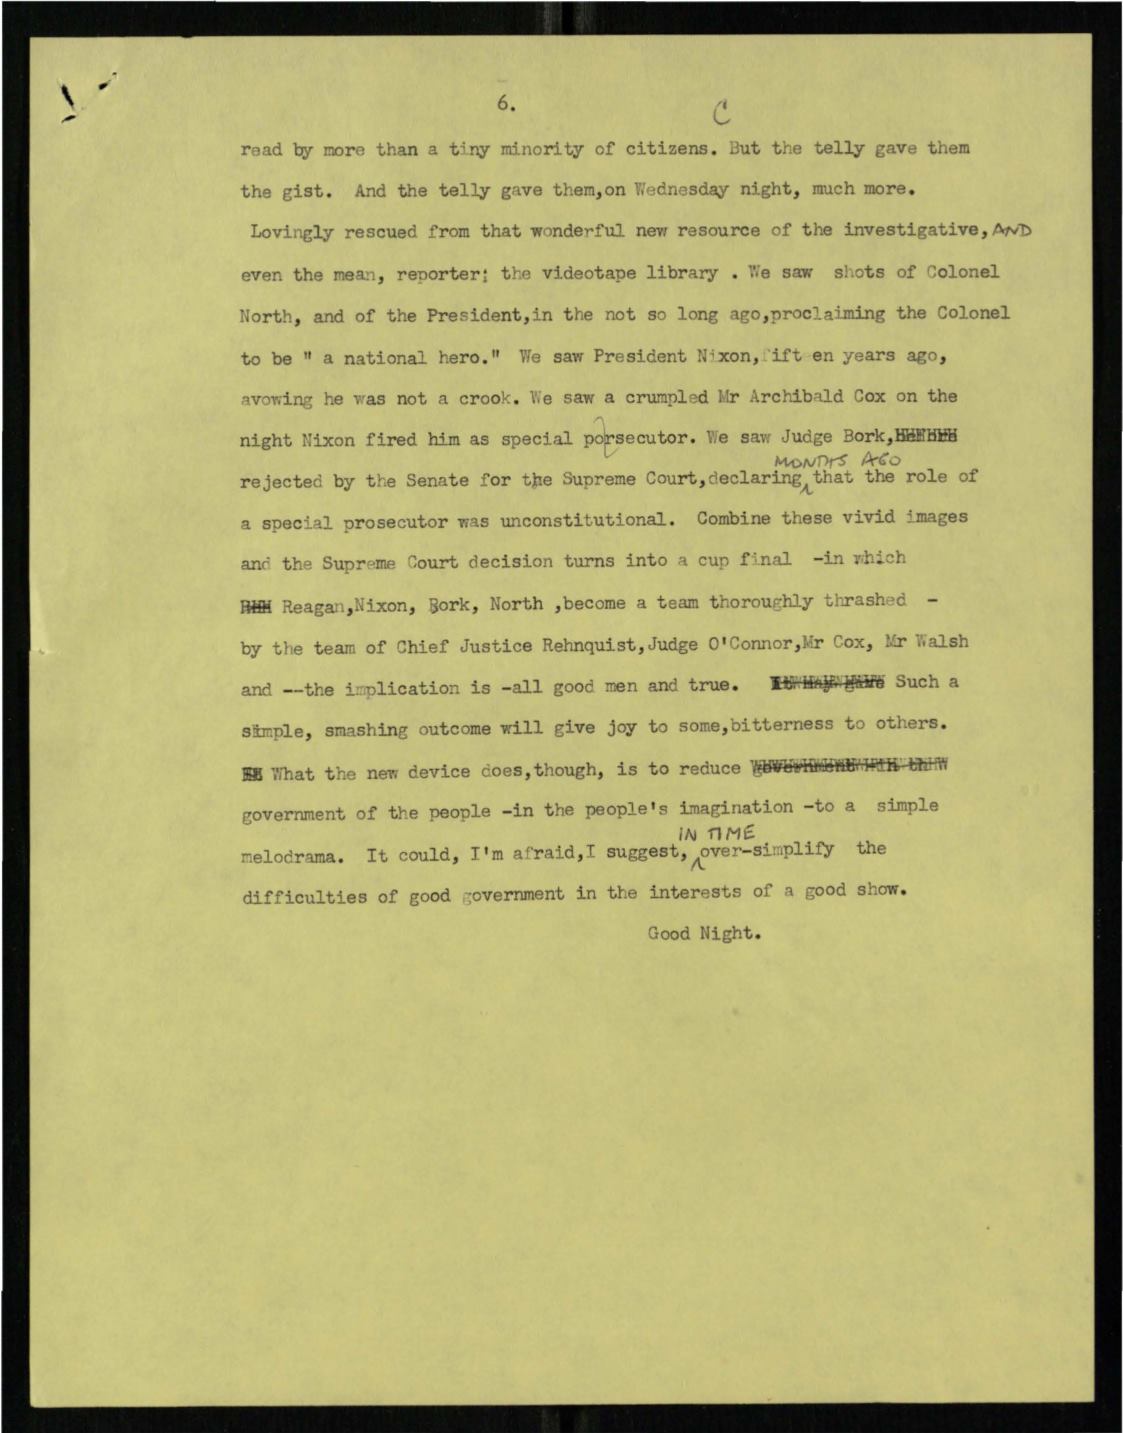 6.
C
read by more than a tiny minority of citizens. But the telly gave them
the gist. And the telly gave them,on Wednesday night, much more.
Lovingly rescued from that wonderful new resource of the investigative, AND
even the mean, reporter; the videotape library . We saw shots of Colonel
North, and of the President,in the not so long ago,proclaiming the Colonel
to be " a national hero." We saw President Nixon,fift en years ago,
avowing he was not a crook. We saw a crumpled Mr Archibald Cox on the
night Nixon fired him as special porsecutor. We saw Judge Bork,
MONTHS AGO
rejected by the Senate for the Supreme Court,declaring that the role of
a special prosecutor was unconstitutional. Combine these vivid images
and the Supreme Court decision turns into a cup final -in which
Reagan,Nixon, Bork, North ,become a team thoroughly thrashed -
by the team of Chief Justice Rehnquist,Judge O'Connor,Mr Cox, Mr Walsh
and --the implication is -all good men and true. Such a
simple, smashing outcome will give joy to some,bitterness to others.
What the new device does,though, is to reduce
government of the people -in the people's imagination -to a simple
IN TIME
melodrama. It could, I'm afraid,I suggest, over-simplify the
difficulties of good government in the interests of a good show.
Good Night.